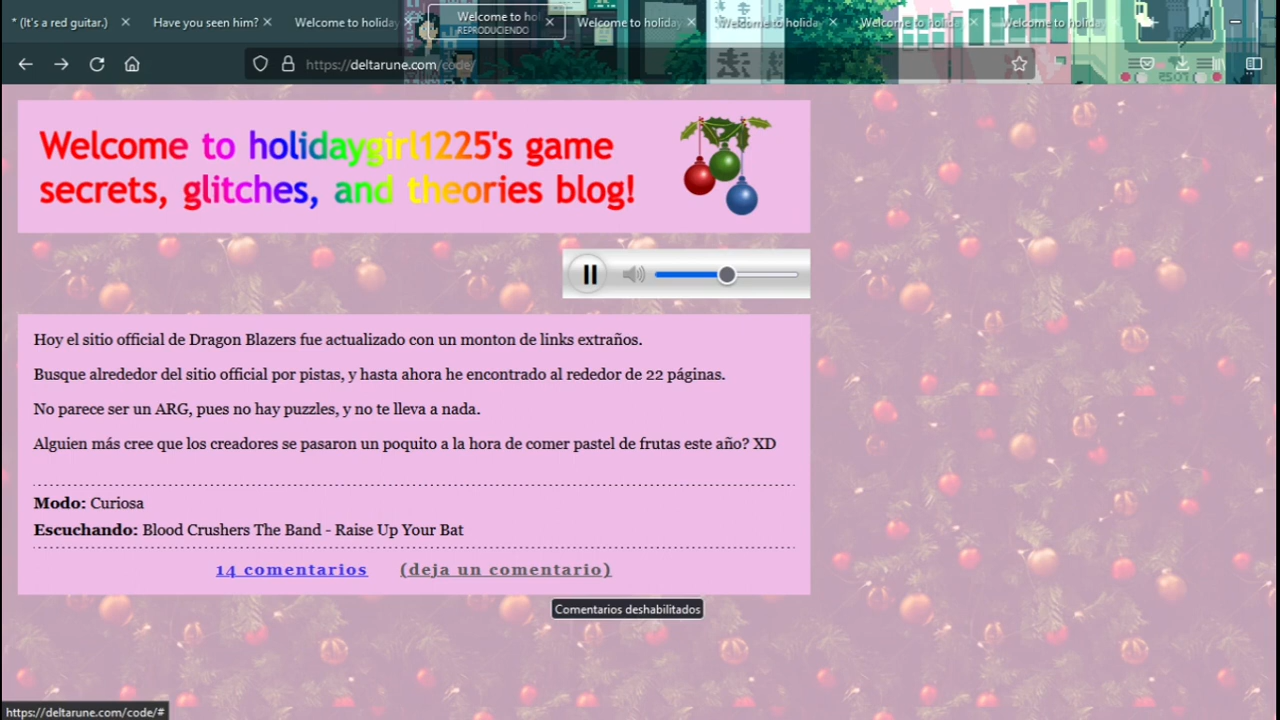 * (It's a red guitar.)
Have you seen him?
Welcome to holiday
Welcome to hol
REPRODUCIENDO
Welcome to holiday
Welcome to holida
Welcome to holida
Welcome to holiday
https://deltarune.com/code/
Welcome to holidaygirl1225's game
secrets, glitches, and theories blog!
Hoy el sitio official de Dragon Blazers fue actualizado con un monton de links extraños.
Busque alrededor del sitio official por pistas, y hasta ahora he encontrado al rededor de 22 páginas.
No parece ser un ARG, pues no hay puzzles, y no te lleva a nada.
Alguien más cree que los creadores se pasaron un poquito a la hora de comer pastel de frutas este año? XD
Modo: Curiosa
Escuchando: Blood Crushers The Band - Raise Up Your Bat
14 comentarios (deja un comentario)
Comentarios deshabilitados
https://deltarune.com/code/#